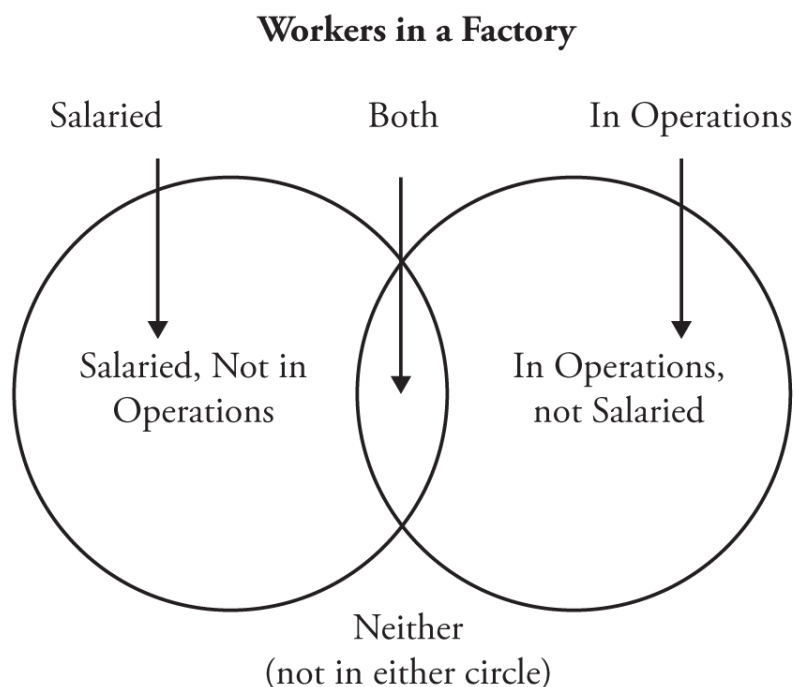 Workers in a Factory
Salaried
Both
In Operations
Salaried, Not in
Operations
In Operations,
not Salaried
Neither
(not in either circle)